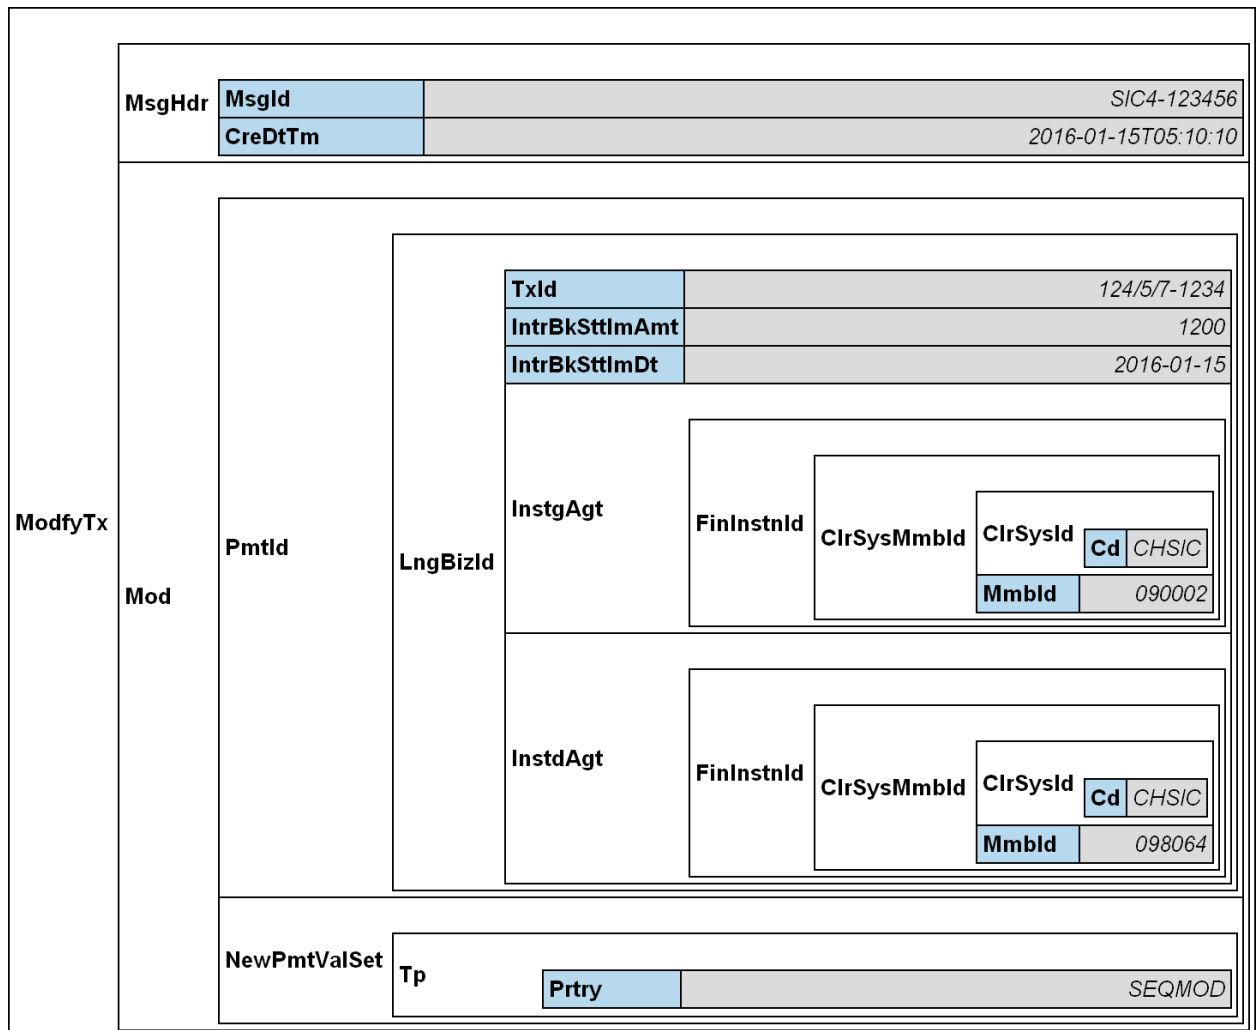 MsgHdr
MsgId SIC4-123456
CreDtTm 2016-01-15T05:10:10
ModfyTx
Mod
PmtId
LngBizId
TxId 124/5/7-1234
IntrBkSttlmAmt 1200
IntrBkSttlmDt 2016-01-15
InstgAgt
FinInstnId
ClrSysMmbId
ClrSysId
Cd CHSIC
MmbId 090002
InstdAgt
FinInstnId
ClrSysMmbId
ClrSysId
Cd CHSIC
MmbId 098064
NewPmtValSet
Tp
Prtry SEQMOD